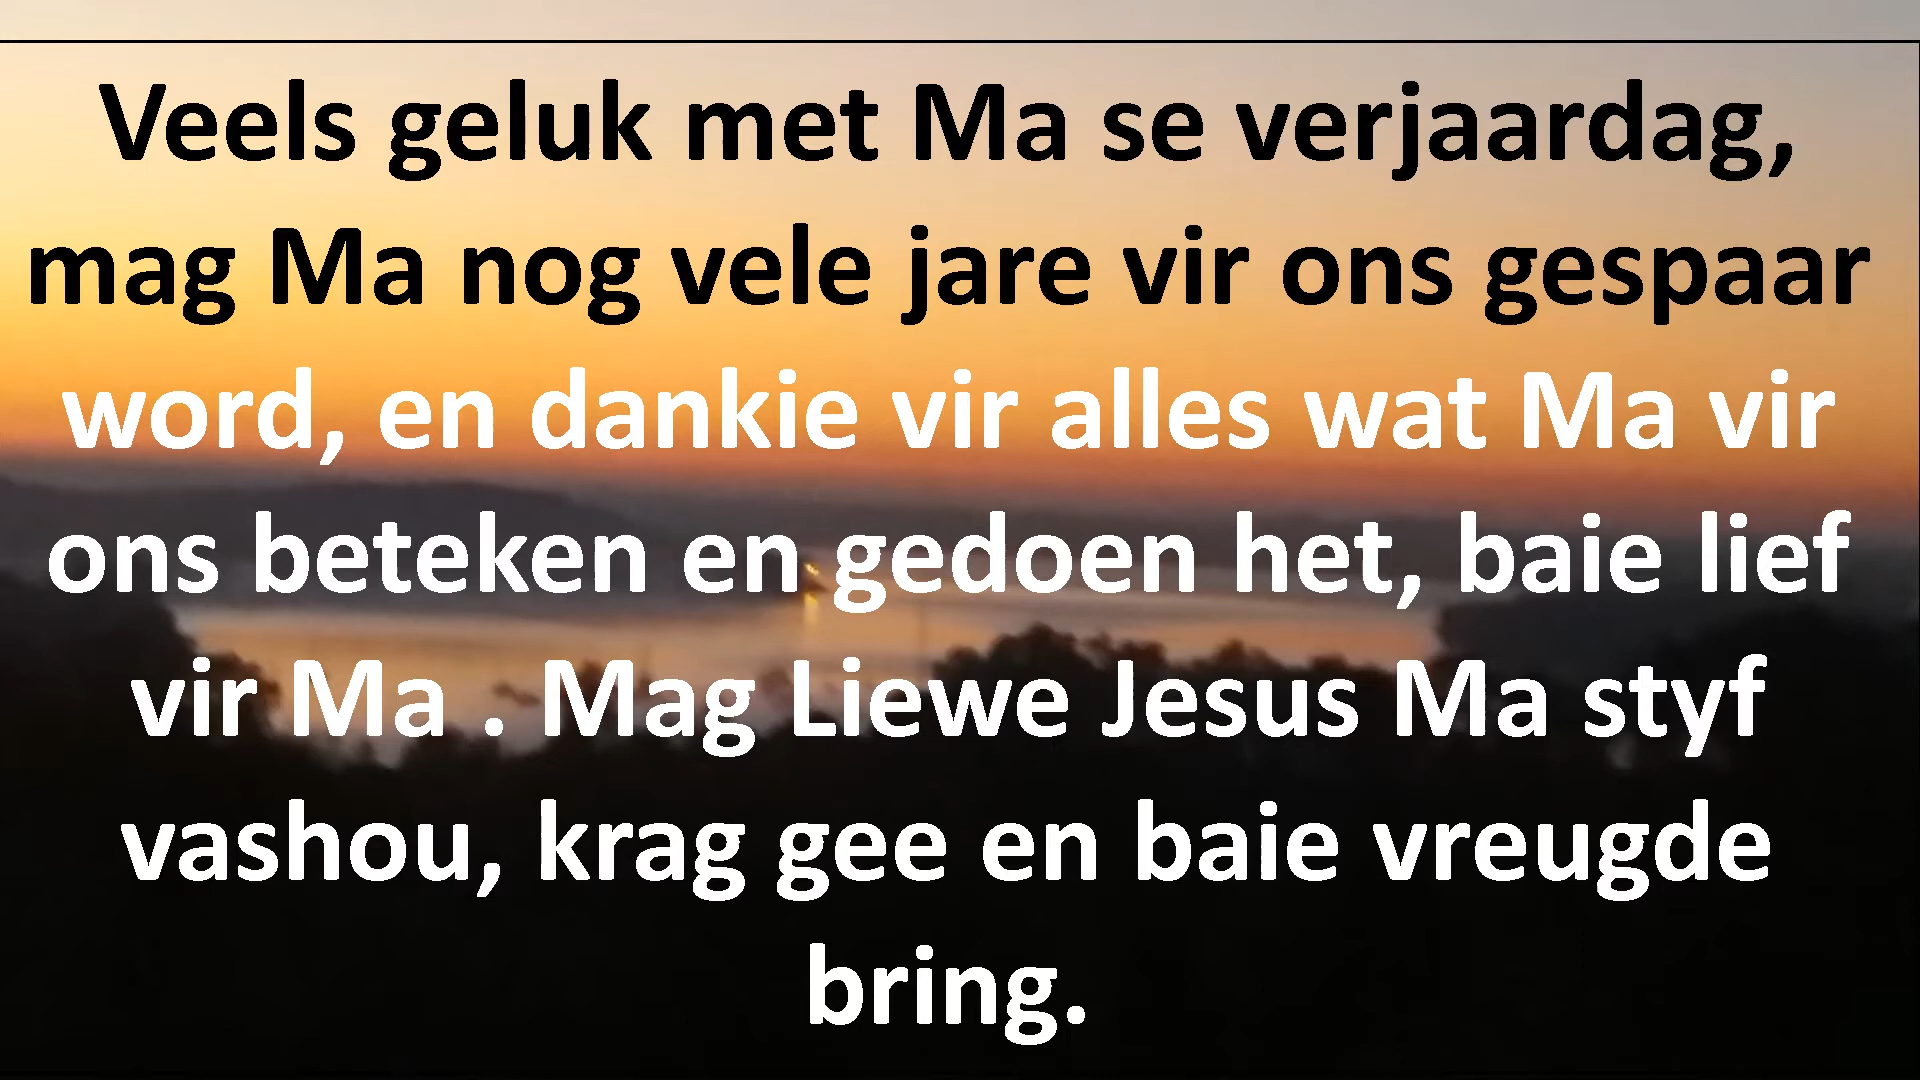 Veels geluk met Ma se verjaardag,
mag Ma nog vele jare vir ons gespaar
word, en dankie vir alles wat Ma vir
ons beteken en gedoen het, baie lief
vir Ma . Mag Liewe Jesus Ma styf
vashou, krag gee en baie vreugde
bring.